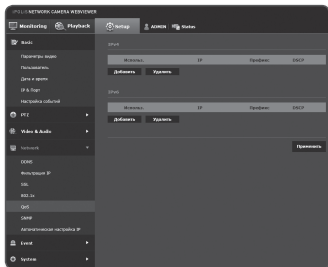 iPOLiS NETWORK CAMERA WEBVIEWER
Monitoring Playback Setup ADMIN Status
Basic
Параметры видео
Пользователь
Дата и время
IP & Порт
Настройка событий
PTZ
Video & Audio
Network
DDNS
Фильтрация IP
SSL
802.1x
QoS
SNMP
Автоматическая настройка IP
Event
System
IPv4
Использ. IP Префикс DSCP
Добавить Удалить
IPv6
Использ. IP Префикс DSCP
Добавить Удалить
Применить